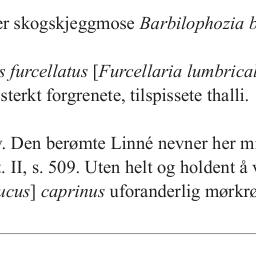 er skogskjeggmose Barbilophozia b
s furcellatus [Furcellaria lumbrical
sterkt forgrenete, tilspissete thalli.
. Den berømte Linné nevner her m
. II, s. 509. Uten helt og holdent å
ucus] caprinus uforanderlig mørkrø